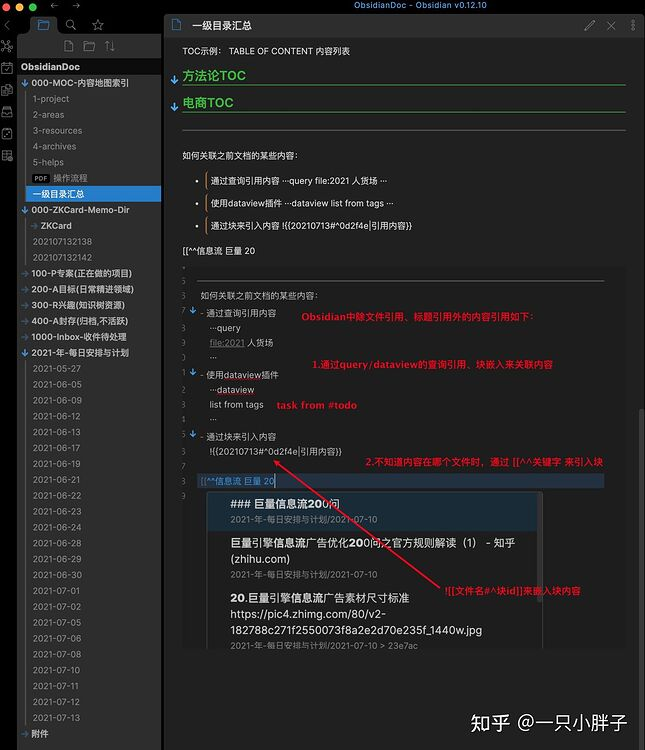 ObsidianDoc - Obsidian v0.12.10
一级目录汇总
TOC示例: TABLE OF CONTENT 内容列表
方法论TOC
电商TOC
如何关联之前文档的某些内容:
通过查询引用内容 ···query file:2021 人货场 ···
使用dataview插件 ···dataview list from tags ···
通过块来引入内容 !{{20210713#^0d2f4e|引用内容}}
[[^^信息流 巨量 20
ObsidianDoc
000-MOC-内容地图索引
1-project
2-areas
3-resources
4-archives
5-helps
PDF 操作流程
一级目录汇总
000-ZKCard-Memo-Dir
ZKCard
202107132138
202107132142
100-P专案(正在做的项目)
200-A目标(日常精进领域)
300-R兴趣(知识树资源)
400-A封存(归档,不活跃)
1000-Inbox-收件待处理
2021-年-每日安排与计划
2021-05-27
2021-06-05
2021-06-09
2021-06-12
2021-06-13
2021-06-17
2021-06-19
2021-06-21
2021-06-22
2021-06-23
2021-06-24
2021-06-28
2021-06-27
2021-06-30
2021-07-01
2021-07-02
2021-07-05
2021-07-06
2021-07-08
2021-07-10
2021-07-11
2021-07-12
2021-07-13
附件
如何关联之前文档的某些内容:
- 通过查询引用内容
···query
file:2021 人货场
···
- 使用dataview插件
···dataview
list from tags
···
- 通过块来引入内容
!{{20210713#^0d2f4e|引用内容}}
[[^^信息流 巨量 20
Obsidian中除文件引用、标题引用外的内容引用如下:
1.通过query/dataview的查询引用、块嵌入来关联内容
task from #todo
2.不知道内容在哪个文件时，通过 [[^^关键字 来引入块
### 巨量信息流200问
2021-年-每日安排与计划/2021-07-10
巨量引擎信息流广告优化200问之官方规则解读（1） - 知乎
(zhihu.com)
2021-年-每日安排与计划/2021-07-10
20.巨量引擎信息流广告素材尺寸标准
https://pic4.zhimg.com/80/v2-
182788c271f2550073f8a2e2d70e235f_1440w.jpg
2021-年-每日安排与计划/2021-07-10 > 23e7ac
![[文件名#^块id]]来嵌入块内容
知乎 @一只小胖子